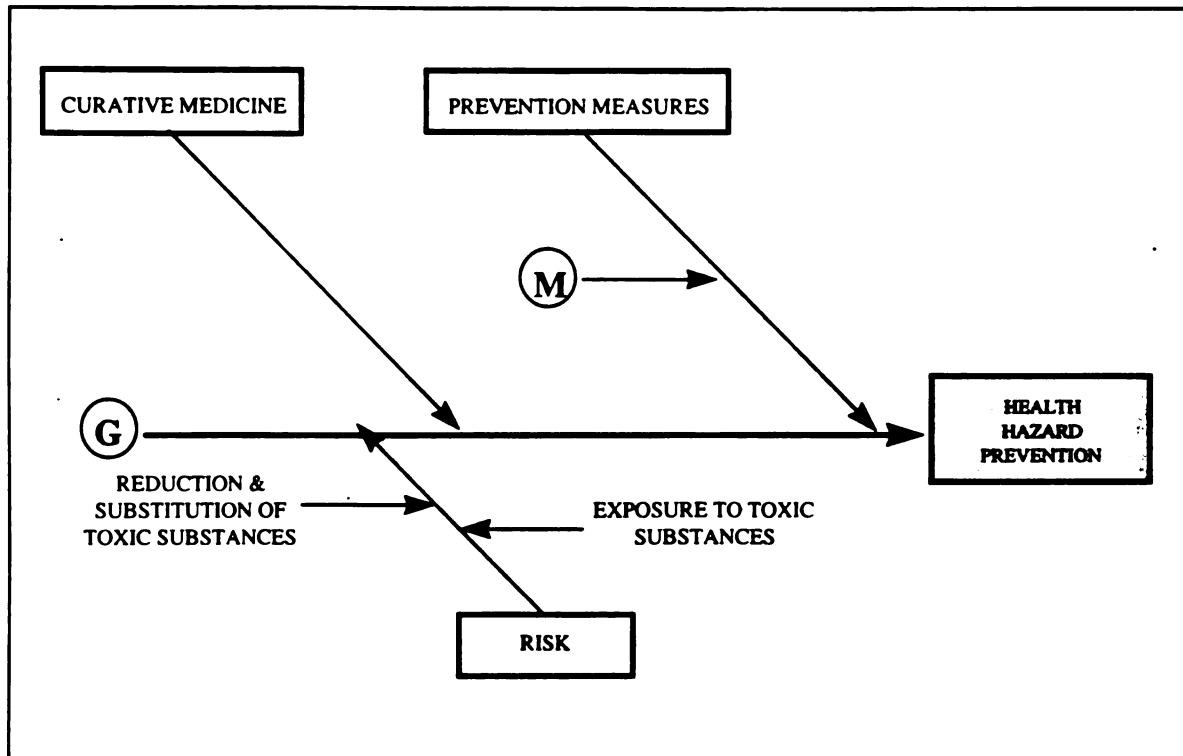 CURATIVE MEDICINE
PREVENTION MEASURES
M
G
HEALTH
HAZARD
PREVENTION
REDUCTION &
SUBSTITUTION OF
TOXIC SUBSTANCES
EXPOSURE TO TOXIC
SUBSTANCES
RISK